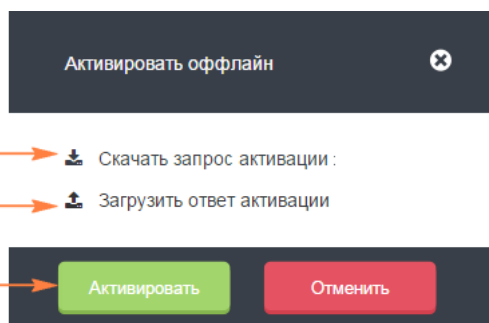 Активировать оффлайн
Скачать запрос активации :
Загрузить ответ активации
Активировать
Отменить